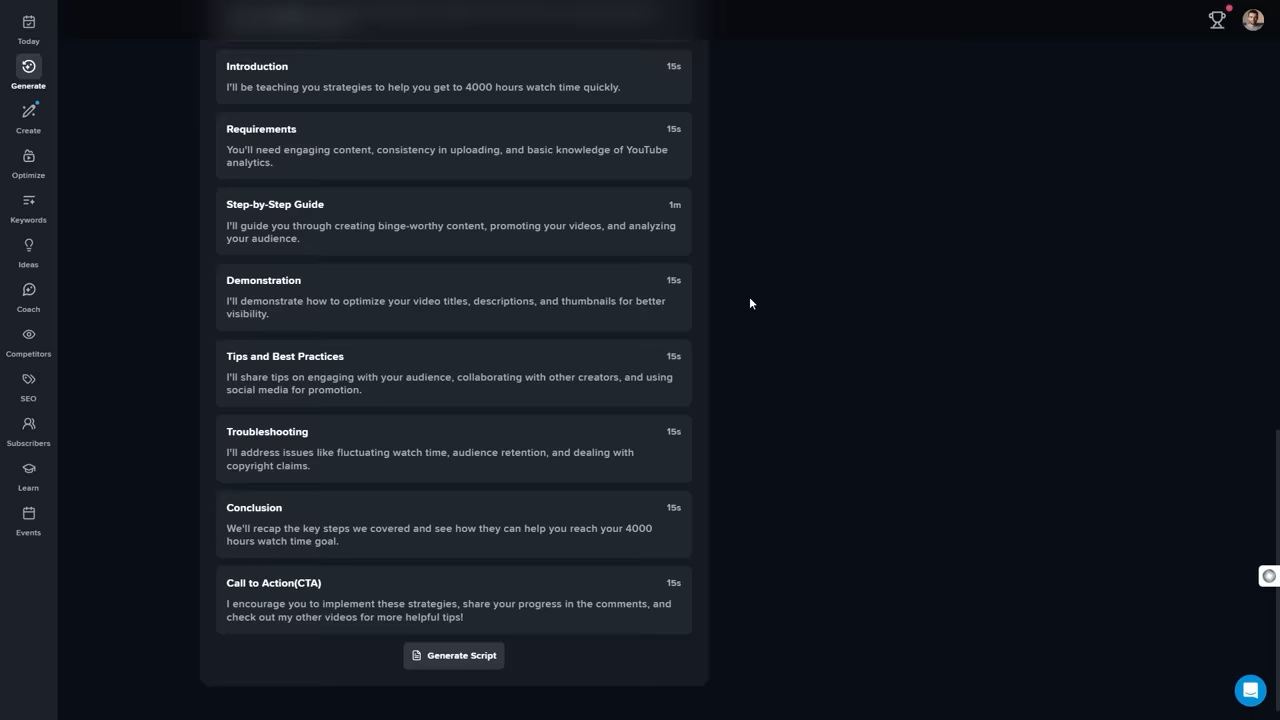 Today
Generate
Create
Optimize
Keywords
Ideas
Coach
Competitors
SEO
Subscribers
Learn
Events
Introduction 15s
I'll be teaching you strategies to help you get to 4000 hours watch time quickly.
Requirements 15s
You'll need engaging content, consistency in uploading, and basic knowledge of YouTube
analytics.
Step-by-Step Guide 1m
I'll guide you through creating binge-worthy content, promoting your videos, and analyzing
your audience.
Demonstration 15s
I'll demonstrate how to optimize your video titles, descriptions, and thumbnails for better
visibility.
Tips and Best Practices 15s
I'll share tips on engaging with your audience, collaborating with other creators, and using
social media for promotion.
Troubleshooting 15s
I'll address issues like fluctuating watch time, audience retention, and dealing with
copyright claims.
Conclusion 15s
We'll recap the key steps we covered and see how they can help you reach your 4000
hours watch time goal.
Call to Action(CTA) 15s
I encourage you to implement these strategies, share your progress in the comments, and
check out my other videos for more helpful tips!
Generate Script